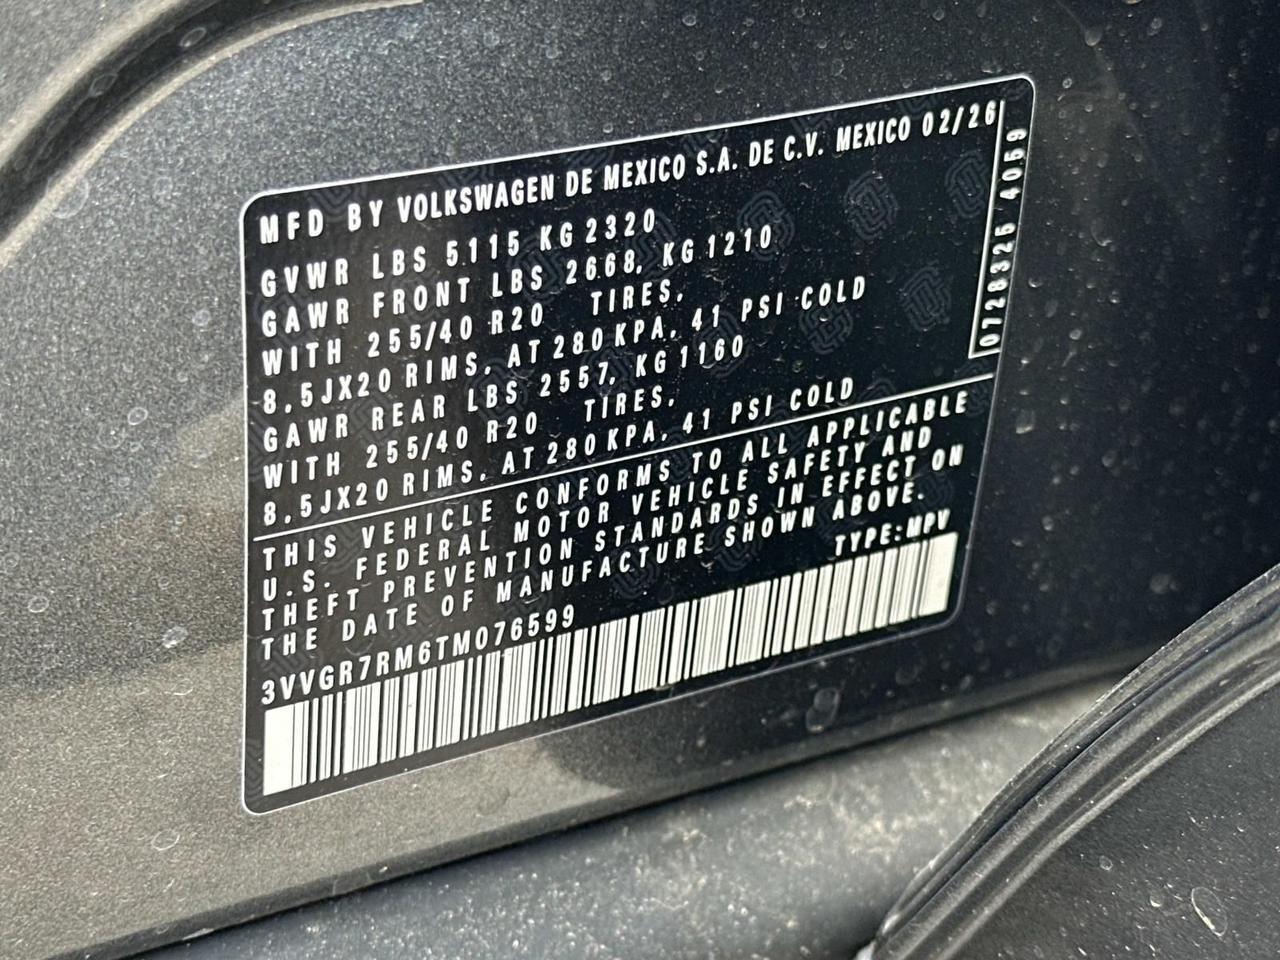 MFD BY VOLKSWAGEN DE MEXICO S.A. DE C.V. MEXICO 02/26
GVWR LBS 5115 KG 2320
GAWR FRONT LBS 2668, KG 1210
WITH 255/40 R20 TIRES,
8,5JX20 RIMS, AT 280 KPA, 41 PSI COLD
GAWR REAR LBS 2557, KG 1160
WITH 255/40 R20 TIRES,
8,5JX20 RIMS, AT 280 KPA, 41 PSI COLD
0728325 4059
THIS VEHICLE CONFORMS TO ALL APPLICABLE
U.S. FEDERAL MOTOR VEHICLE SAFETY AND
THEFT PREVENTION STANDARDS IN EFFECT ON
THE DATE OF MANUFACTURE SHOWN ABOVE.
TYPE:MPV
3VVGR7RM6TM076599